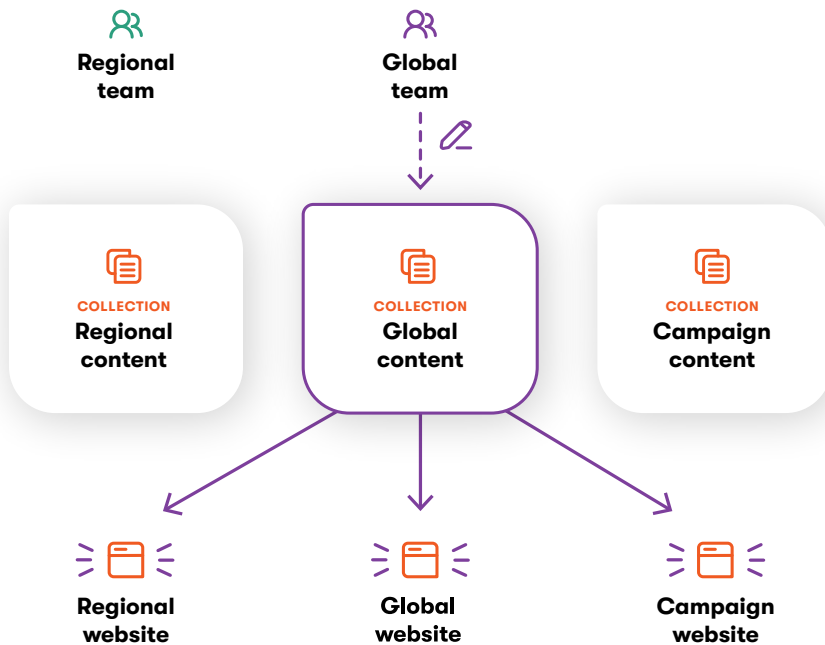 Regional
team
Global
team
COLLECTION
Regional
content
COLLECTION
Global
content
COLLECTION
Campaign
content
Regional
website
Global
website
Campaign
website